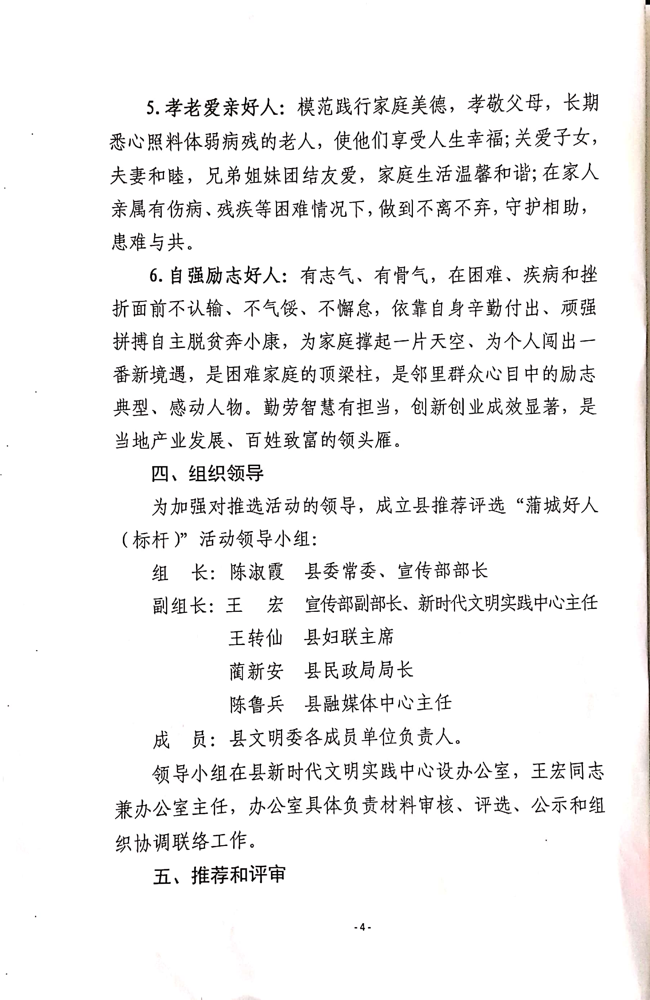 5. 孝老爱亲好人：模范践行家庭美德，孝敬父母，长期
悉心照料体弱病残的老人，使他们享受人生幸福；关爱子女，
夫妻和睦，兄弟姐妹团结友爱，家庭生活温馨和谐；在家人
亲属有伤病、残疾等困难情况下，做到不离不弃，守护相助，
患难与共。
6. 自强励志好人：有志气、有骨气，在困难、疾病和挫
折面前不认输、不气馁、不懈怠，依靠自身辛勤付出、顽强
拼搏自主脱贫奔小康，为家庭撑起一片天空、为个人闯出一
番新境遇，是困难家庭的顶梁柱，是邻里群众心目中的励志
典型、感动人物。勤劳智慧有担当，创新创业成效显著，是
当地产业发展、百姓致富的领头雁。
四、组织领导
为加强对推选活动的领导，成立县推荐评选“蒲城好人
（标杆）”活动领导小组：
组　长：陈淑霞　县委常委、宣传部部长
副组长：王　宏　宣传部副部长、新时代文明实践中心主任
王转仙　县妇联主席
蔺新安　县民政局局长
陈鲁兵　县融媒体中心主任
成　员：县文明委各成员单位负责人。
领导小组在县新时代文明实践中心设办公室，王宏同志
兼办公室主任，办公室具体负责材料审核、评选、公示和组
织协调联络工作。
五、推荐和评审
-4-